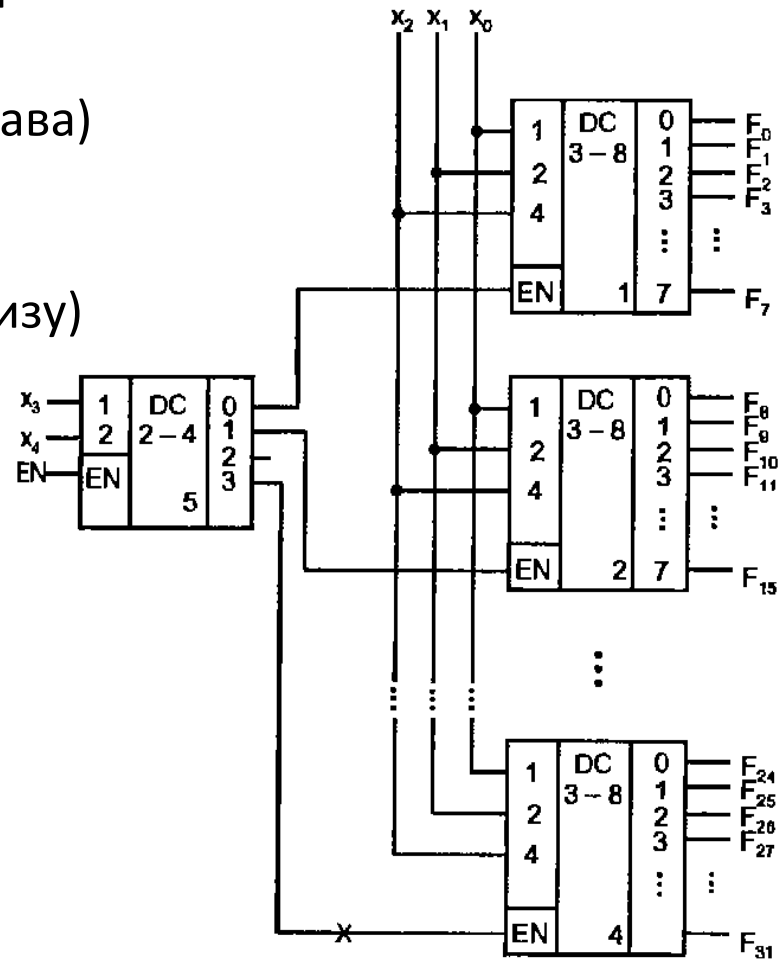 x₂ x₁ x₀
ава)
изу)
1 DC 0 F₀
3 – 8 1 F₁
2 2 F₂
3 F₃
4
⋮ ⋮
EN 1 7 F₇
x₃ 1 DC 0
x₄ 2 2 – 4 1
EN EN 2
5 3
1 DC 0 F₈
3 – 8 1 F₉
2 2 F₁₀
4 3 F₁₁
⋮ ⋮
EN 2 7 F₁₅
⋮
⋮ ⋮ ⋮
1 DC 0 F₂₄
3 – 8 1 F₂₅
2 2 F₂₆
4 3 F₂₇
⋮ ⋮
x EN 4 7 F₃₁